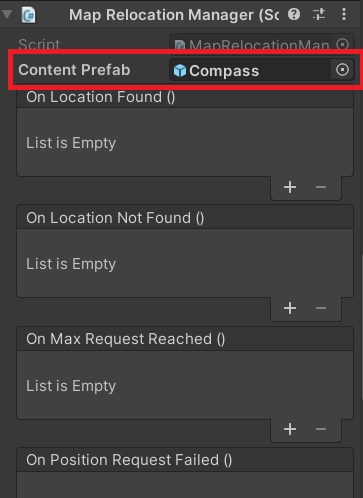 Map Relocation Manager (Sc
Script MapRelocationMan
Content Prefab Compass
On Location Found ()
List is Empty
On Location Not Found ()
List is Empty
On Max Request Reached ()
List is Empty
On Position Request Failed ()